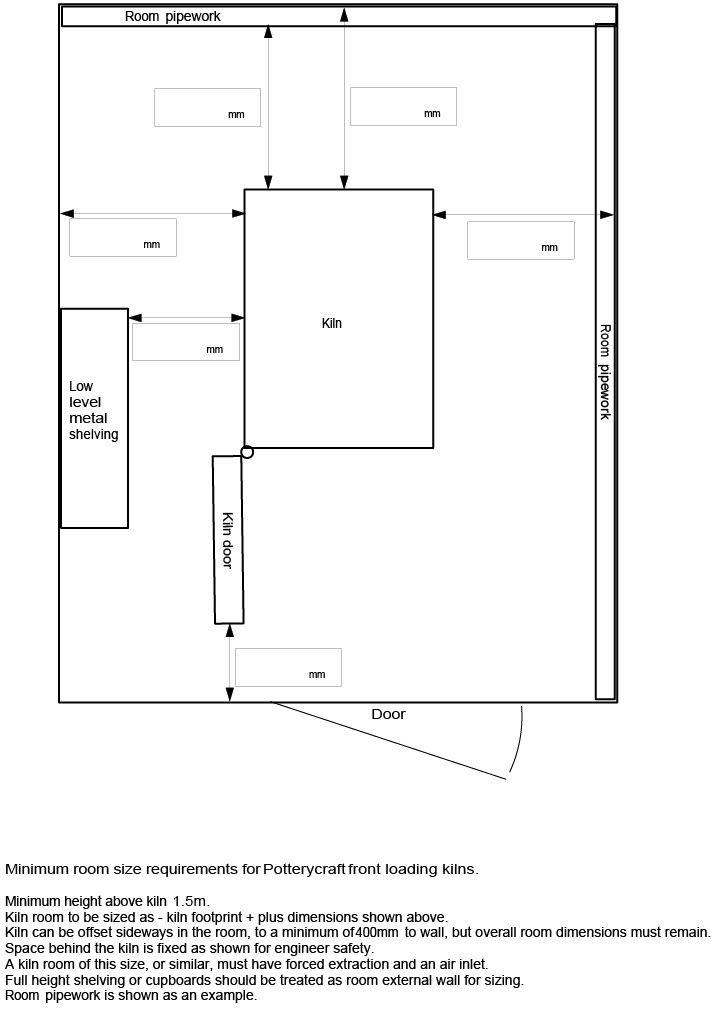 Room pipework
mm
mm
mm
mm
mm
Kiln
Room pipework
Low
level
metal
shelving
Kiln door
mm
Door
Minimum room size requirements for Potterycraft front loading kilns.
Minimum height above kiln 1.5m.
Kiln room to be sized as - kiln footprint + plus dimensions shown above.
Kiln can be offset sideways in the room, to a minimum of 400mm to wall, but overall room dimensions must remain.
Space behind the kiln is fixed as shown for engineer safety.
A kiln room of this size, or similar, must have forced extraction and an air inlet.
Full height shelving or cupboards should be treated as room external wall for sizing.
Room pipework is shown as an example.